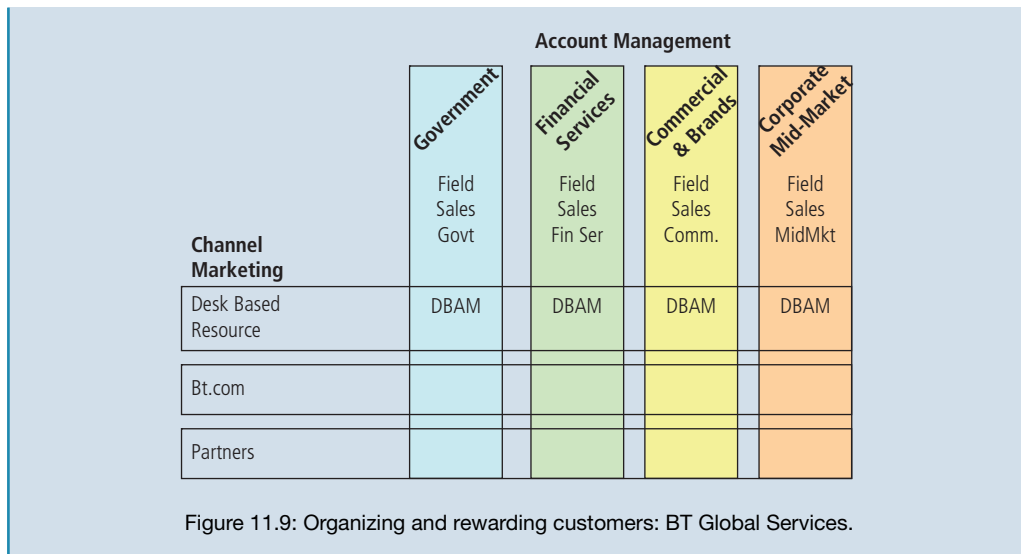 Account Management
Government
Financial
Services
Commercial
& Brands
Corporate
Mid-Market
Field
Sales
Govt
Field
Sales
Fin Ser
Field
Sales
Comm.
Field
Sales
MidMkt
Channel
Marketing
Desk Based
Resource
DBAM
DBAM
DBAM
DBAM
Bt.com
Partners
Figure 11.9: Organizing and rewarding customers: BT Global Services.